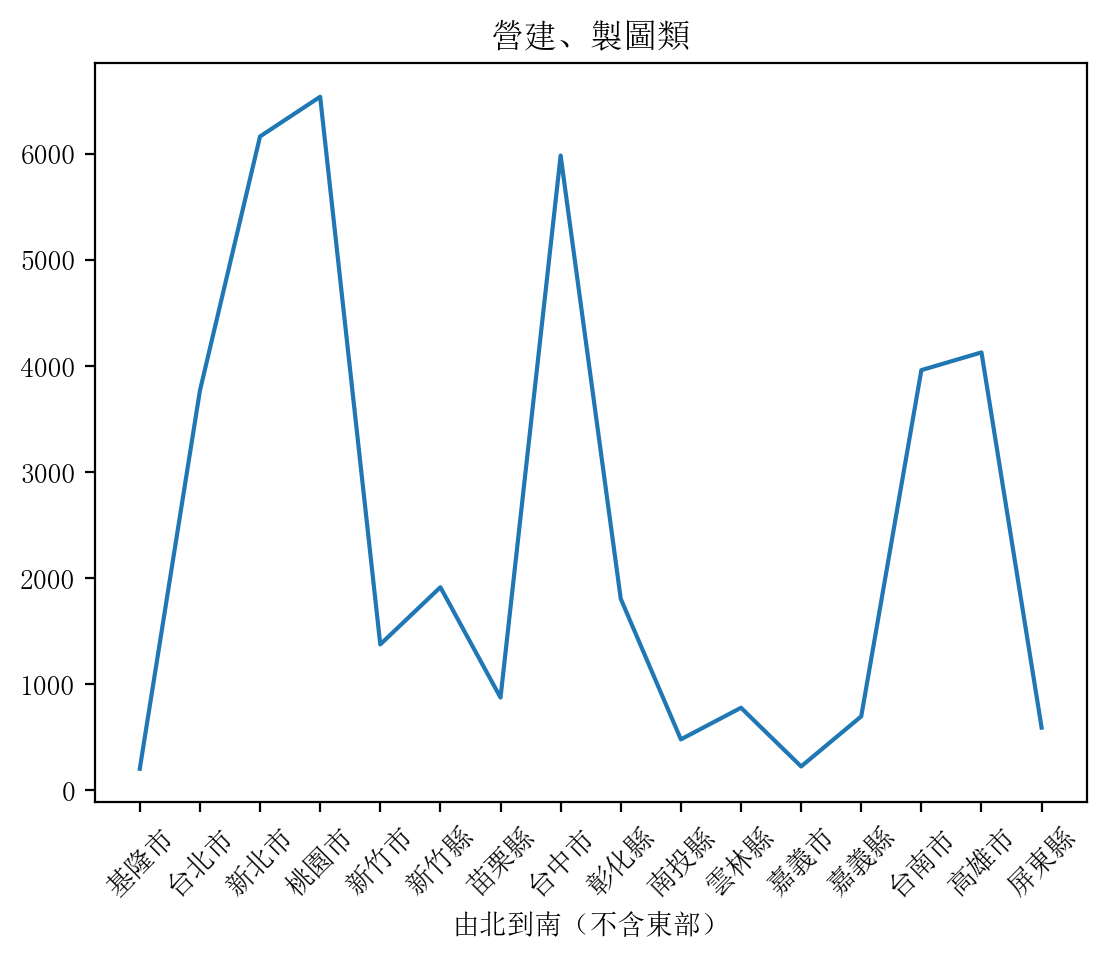 營建、製圖類
6000
5000
4000
3000
2000
1000
0
基隆市
台北市
新北市
桃園市
新竹市
新竹縣
苗栗縣
台中市
彰化縣
南投縣
雲林縣
嘉義市
嘉義縣
台南市
高雄市
屏東縣
由北到南（不含東部）